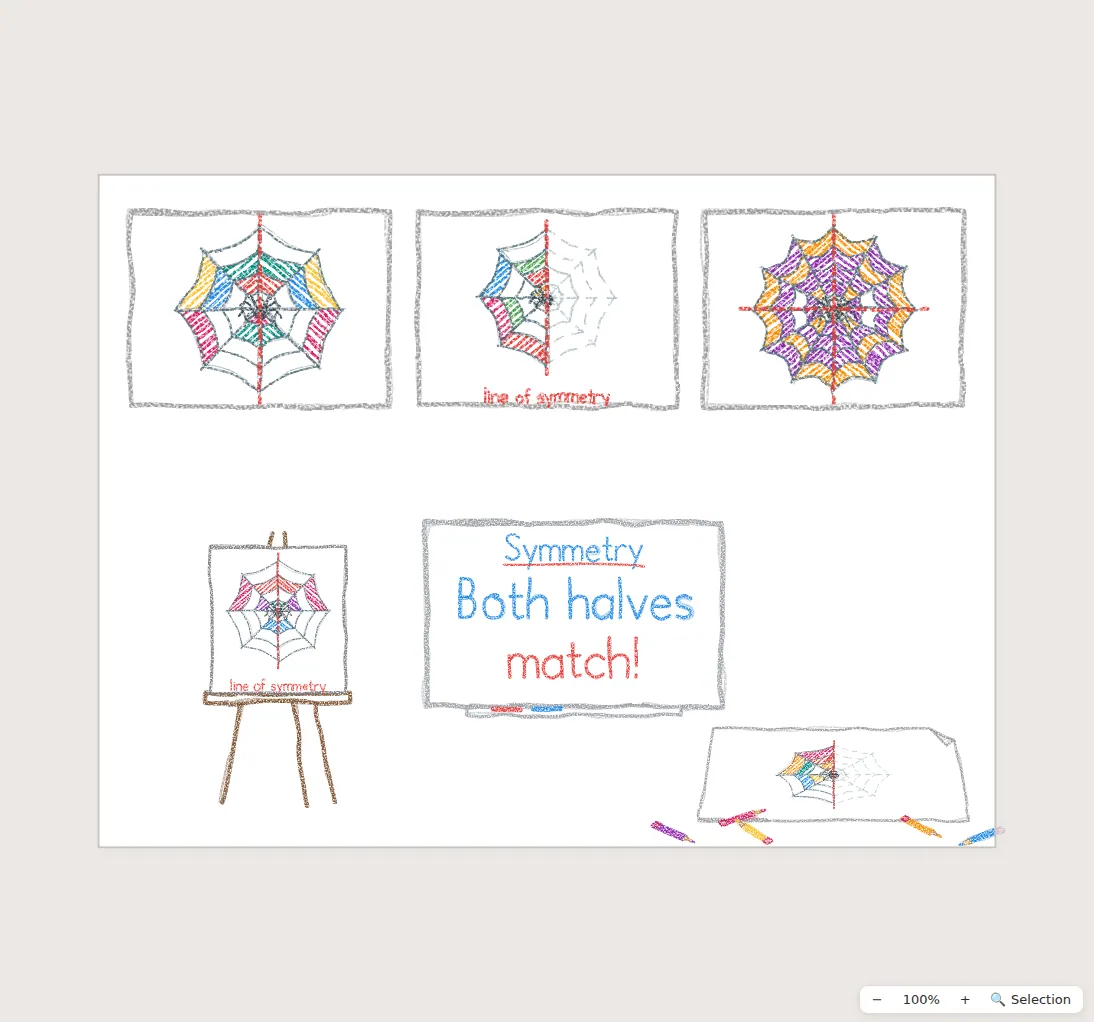 line of symmetry
Symmetry
Both halves
match!
line of symmetry
− 100% + 🔍 Selection